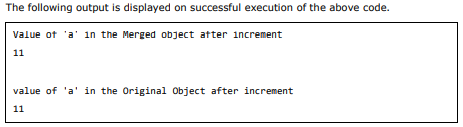 The following output is displayed on successful execution of the above code.
Value of 'a' in the Merged object after increment
11
value of 'a' in the Original Object after increment
11